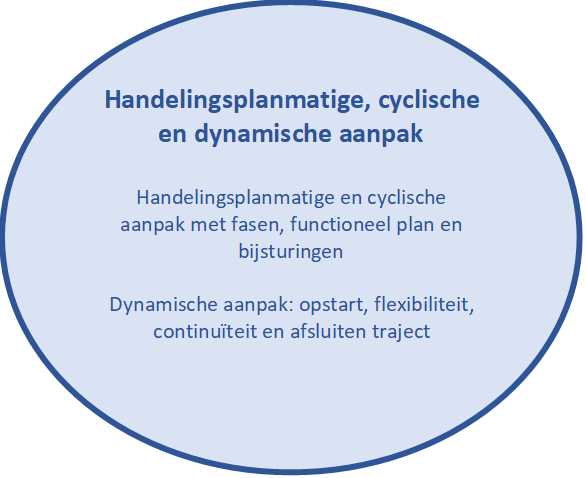 Handelingsplanmatige, cyclische
en dynamische aanpak
Handelingsplanmatige en cyclische
aanpak met fasen, functioneel plan en
bijsturingen
Dynamische aanpak: opstart, flexibiliteit,
continuïteit en afsluiten traject